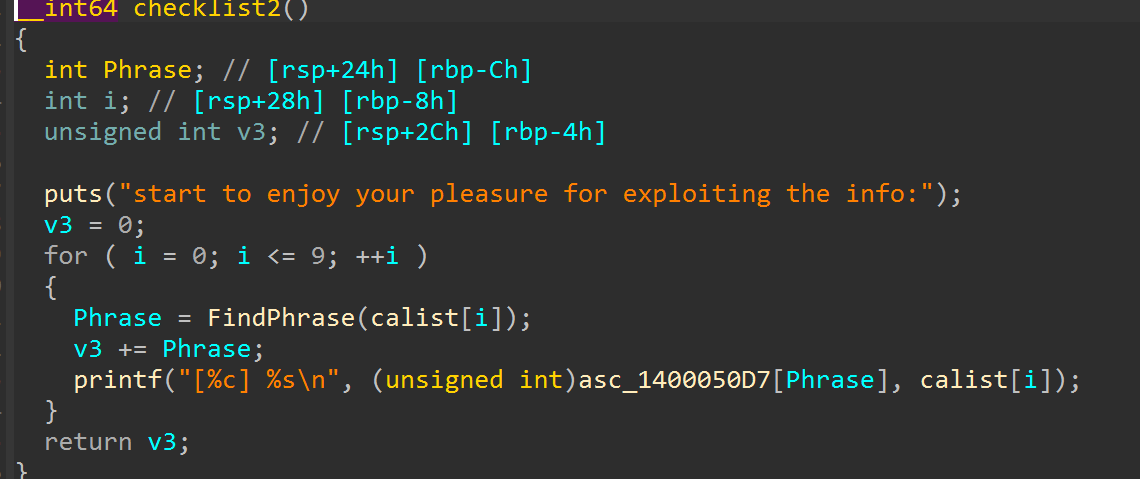 __int64 checklist2()
{
int Phrase; // [rsp+24h] [rbp-Ch]
int i; // [rsp+28h] [rbp-8h]
unsigned int v3; // [rsp+2Ch] [rbp-4h]
puts("start to enjoy your pleasure for exploiting the info:");
v3 = 0;
for ( i = 0; i <= 9; ++i )
{
Phrase = FindPhrase(calist[i]);
v3 += Phrase;
printf("[%c] %s\n", (unsigned int)asc_1400050D7[Phrase], calist[i]);
}
return v3;
}